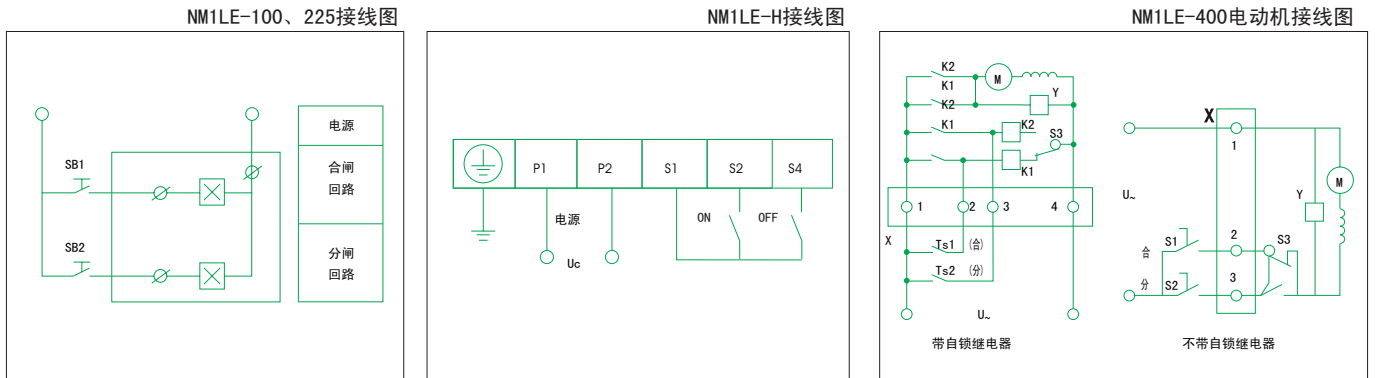 NM1LE-100、225接线图
SB1
SB2
电源
合闸
回路
分闸
回路
NM1LE-H接线图
P1
P2
S1
S2
S4
电源
Uc
ON
OFF
NM1LE-400电动机接线图
K2
M
K1
Y
K2
K1
K2
S3
K1
1
2
3
4
X
Ts1 (合)
Ts2 (分)
U~
带自锁继电器
X
1
U~
Y
M
合
S1
2
S3
分
S2
3
不带自锁继电器